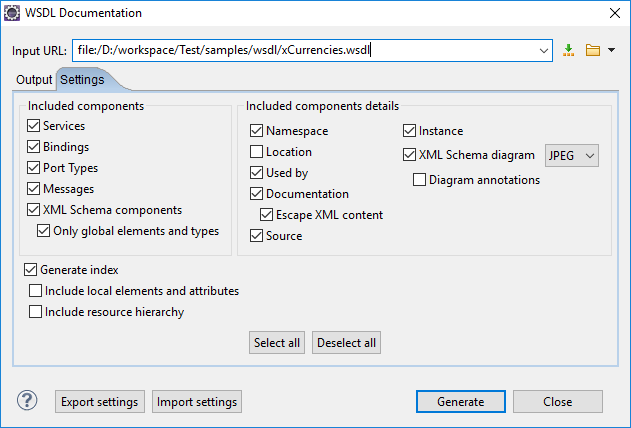 WSDL Documentation
Input URL: file:/D:/workspace/Test/samples/wsdl/xCurrencies.wsdl
Output Settings
Included components
Services
Bindings
Port Types
Messages
XML Schema components
Only global elements and types
Included components details
Namespace
Location
Used by
Documentation
Escape XML content
Source
Instance
XML Schema diagram JPEG
Diagram annotations
Generate index
Include local elements and attributes
Include resource hierarchy
Select all Deselect all
? Export settings Import settings Generate Close